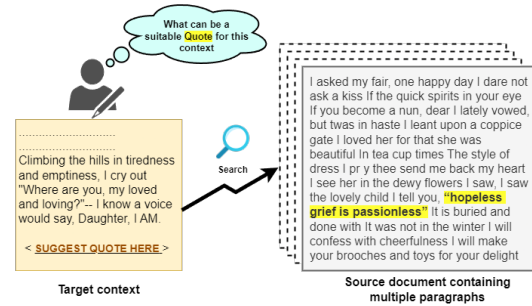 What can be a
suitable Quote for this
context
....................................
....................................
Climbing the hills in tiredness
and emptiness, I cry out
"Where are you, my loved
and loving?"-- I know a voice
would say, Daughter, I AM.
< SUGGEST QUOTE HERE >
Target context
Search
I asked my fair, one happy day I dare not
ask a kiss If the quick spirits in your eye
If you become a nun, dear I lately vowed,
but twas in haste I leant upon a coppice
gate I loved her for that she was
beautiful In tea cup times The style of
dress I pr y thee send me back my heart
I see her in the dewy flowers I saw, I saw
the lovely child I tell you, “hopeless
grief is passionless” It is buried and
done with It was not in the winter I will
confess with cheerfulness I will make
your brooches and toys for your delight
Source document containing
multiple paragraphs